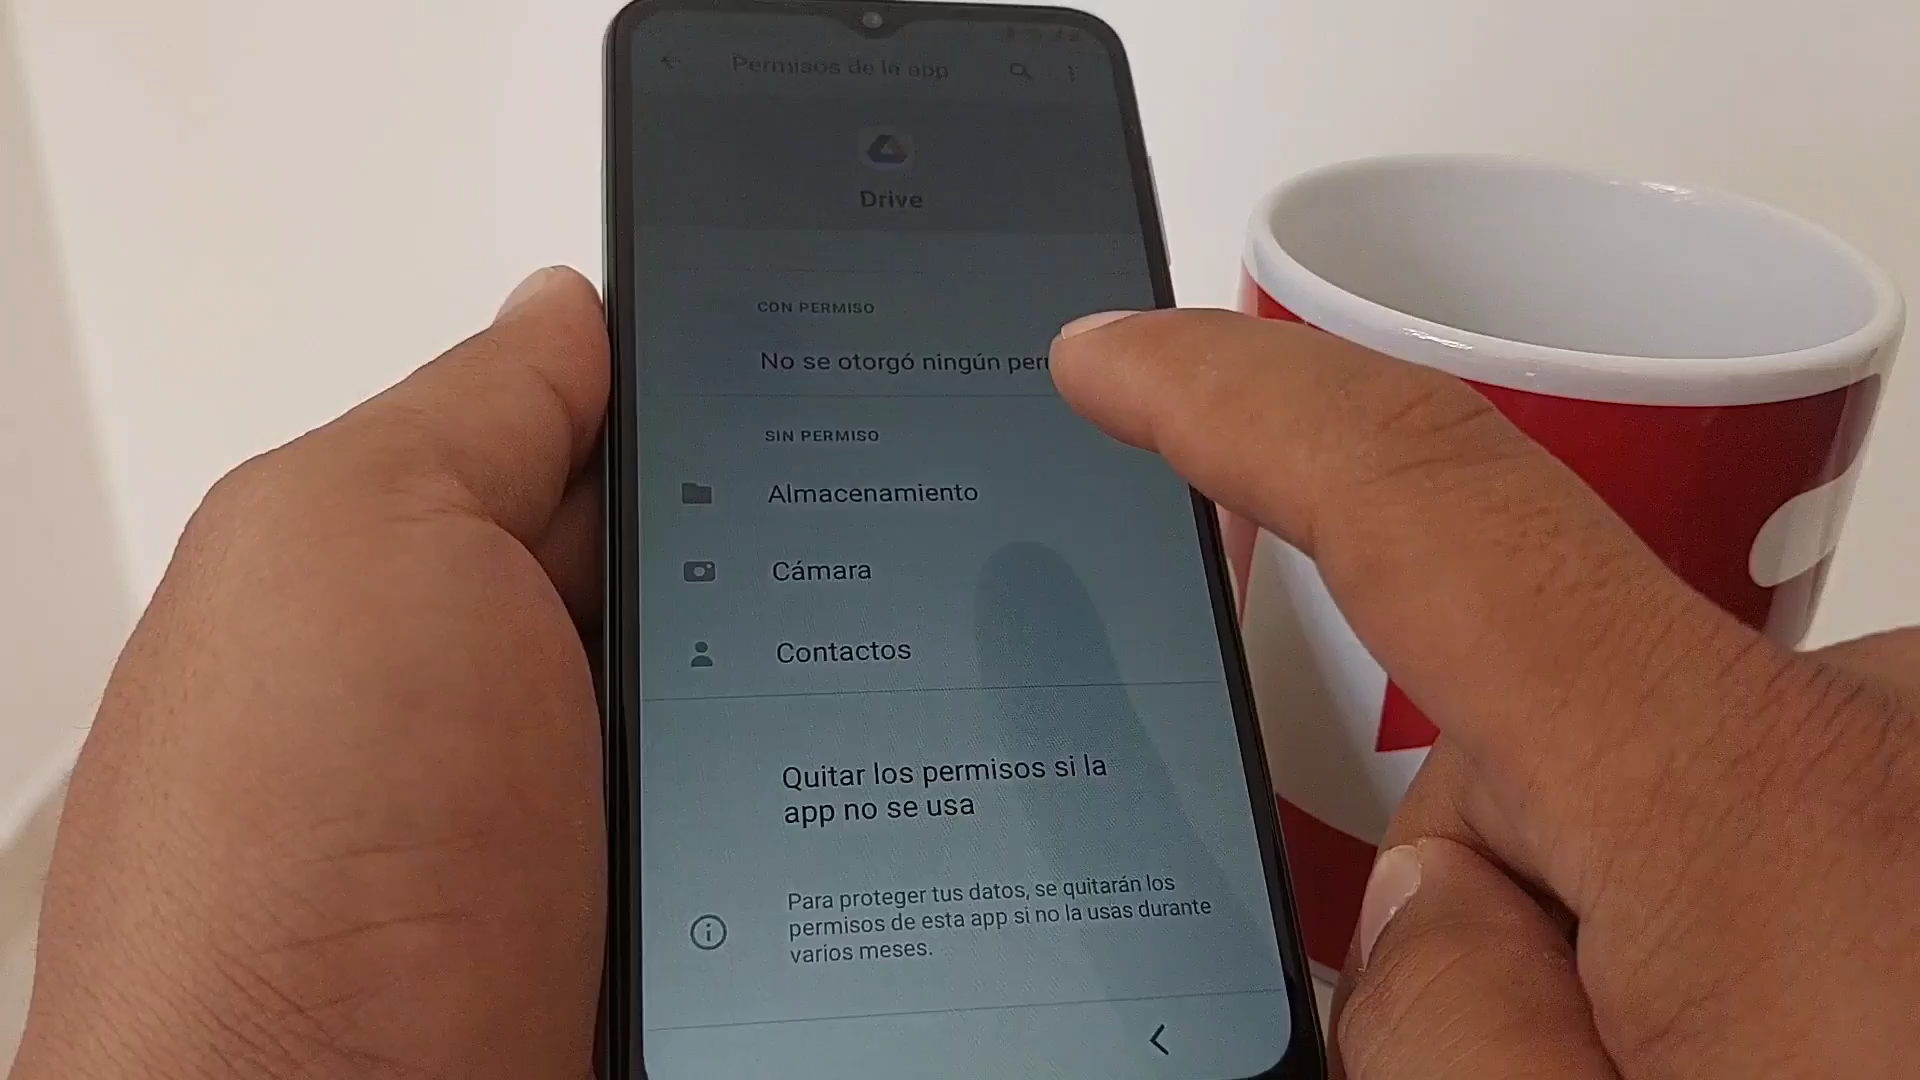 Permisos de la app
Drive
CON PERMISO
No se otorgó ningún
SIN PERMISO
Almacenamiento
Cámara
Contactos
Quitar los permisos si la
app no se usa
Para proteger tus datos, se quitarán los
permisos de esta app si no la usas durante
varios meses.